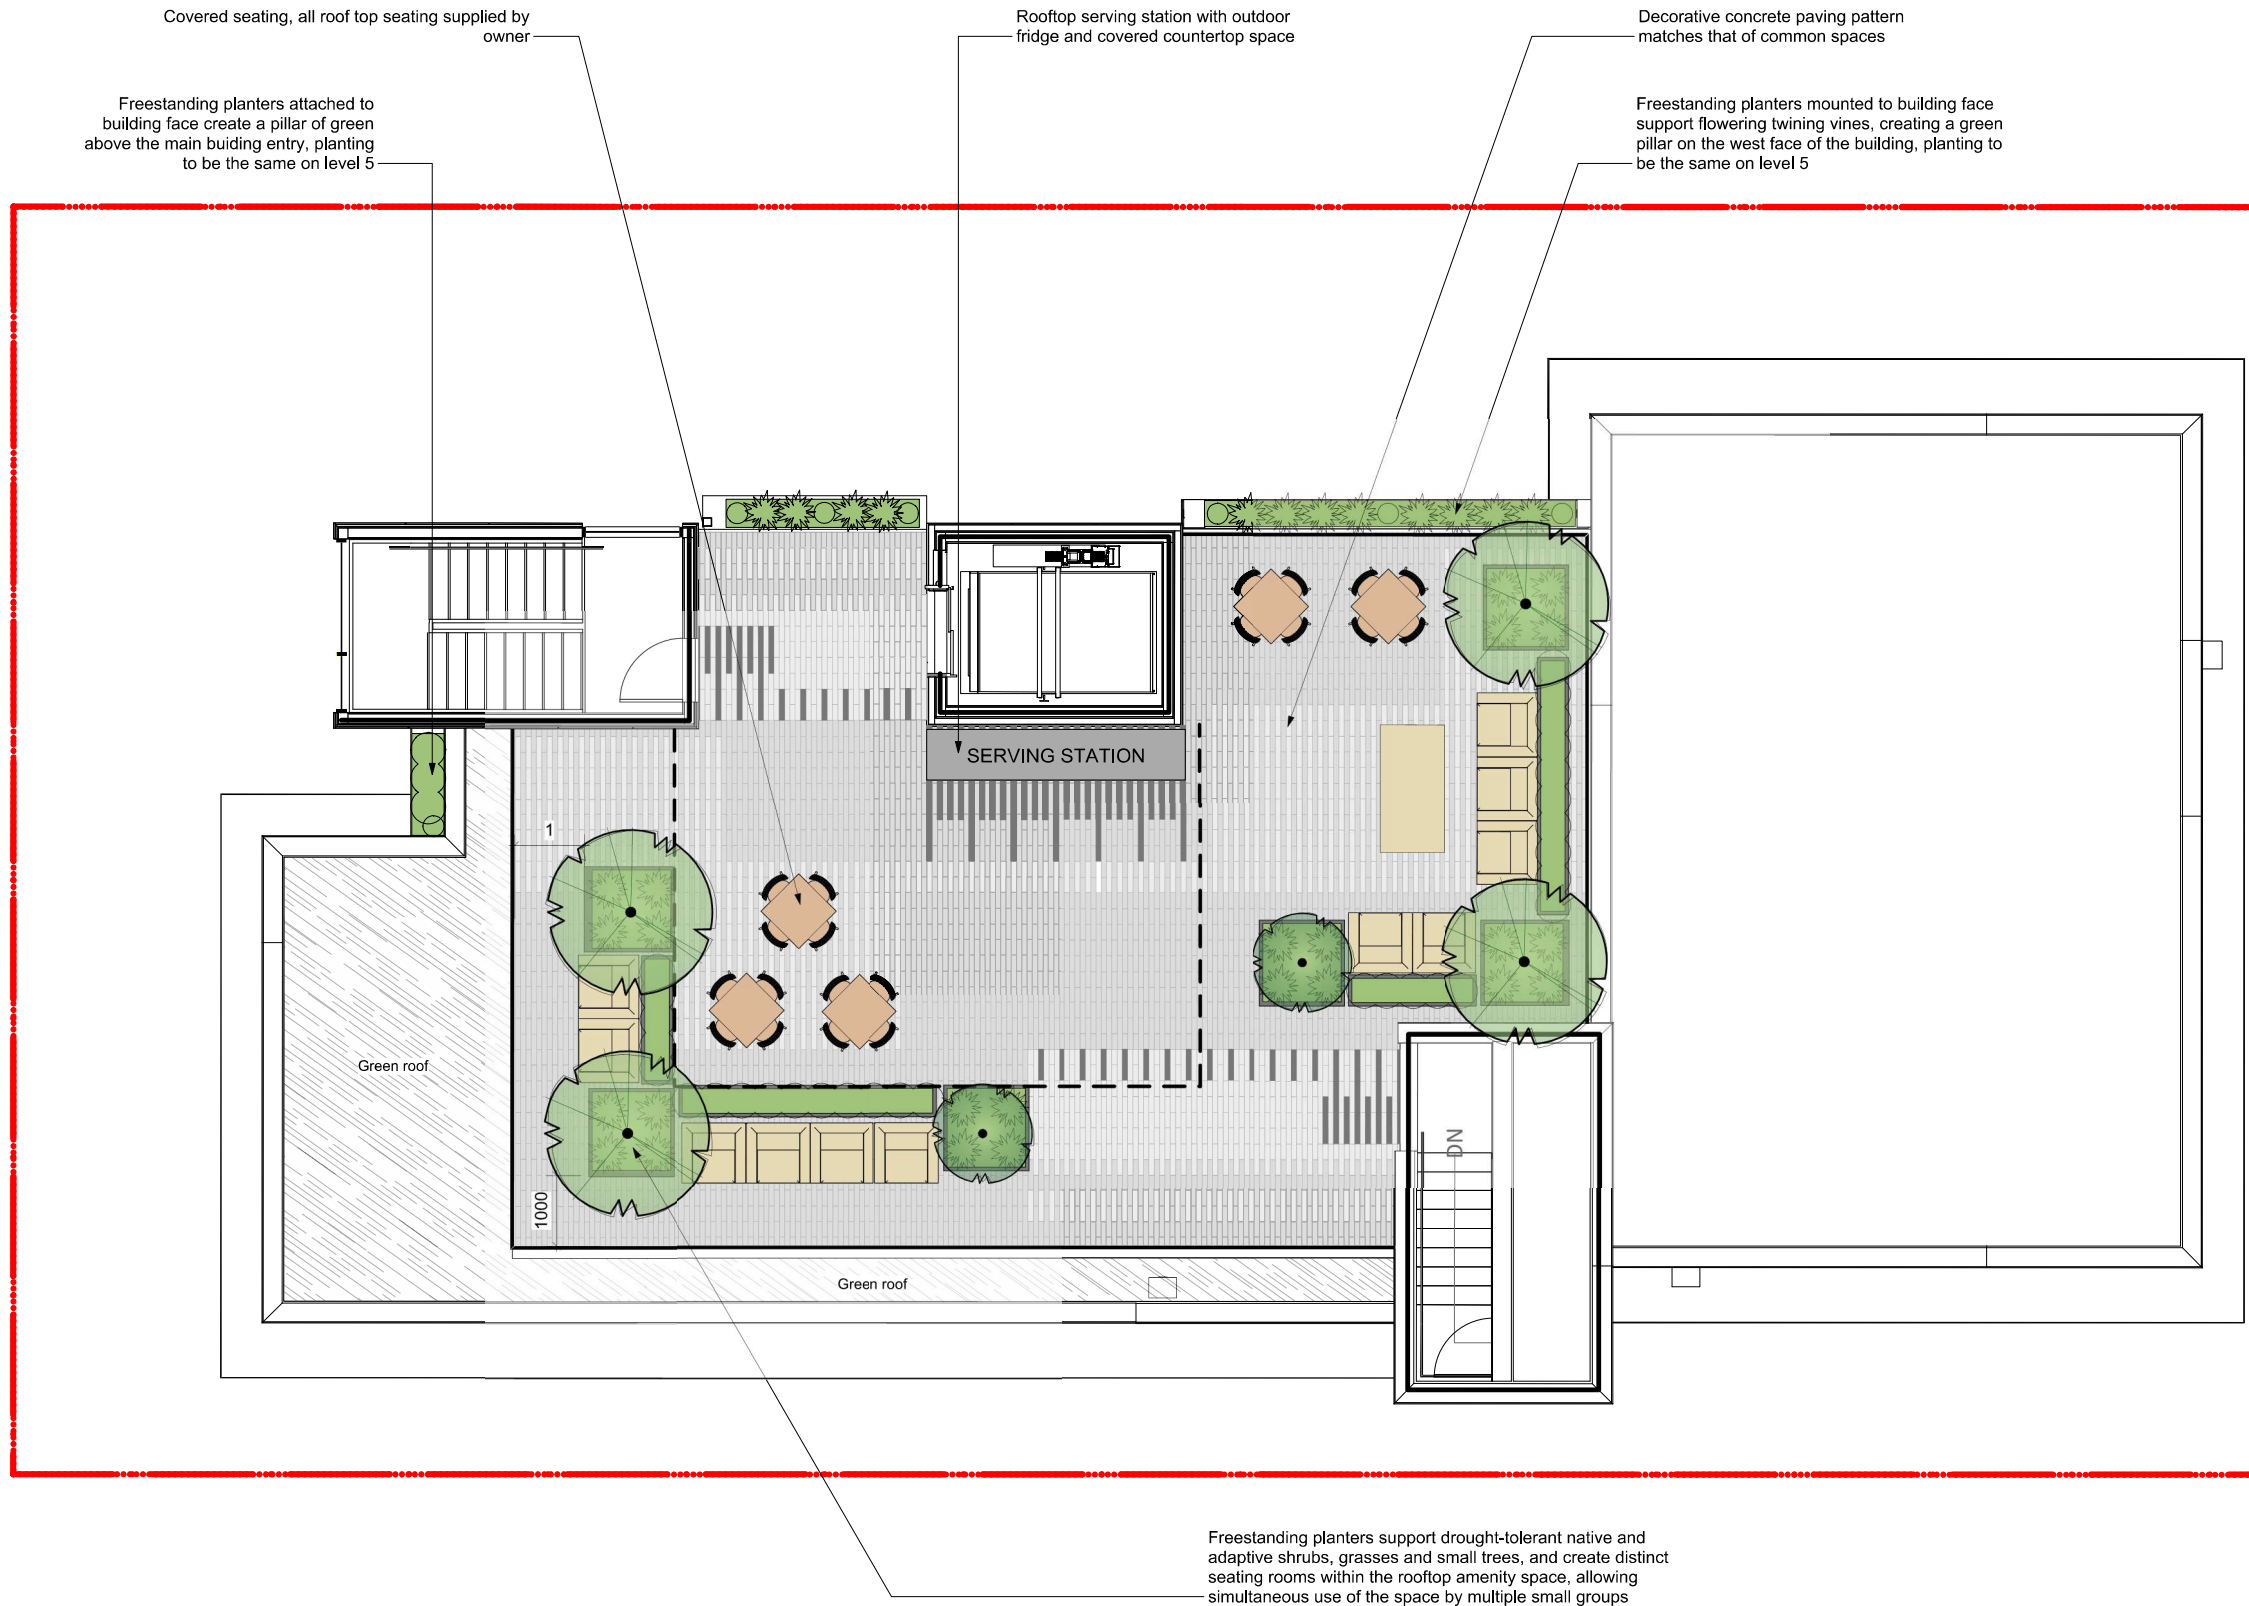 Covered seating, all roof top seating supplied by
owner
Rooftop serving station with outdoor
fridge and covered countertop space
Decorative concrete paving pattern
matches that of common spaces
Freestanding planters attached to
building face create a pillar of green
above the main buiding entry, planting
to be the same on level 5
Freestanding planters mounted to building face
support flowering twining vines, creating a green
pillar on the west face of the building, planting to
be the same on level 5
SERVING STATION
1
Green roof
DN
1000
Green roof
Freestanding planters support drought-tolerant native and
adaptive shrubs, grasses and small trees, and create distinct
seating rooms within the rooftop amenity space, allowing
simultaneous use of the space by multiple small groups